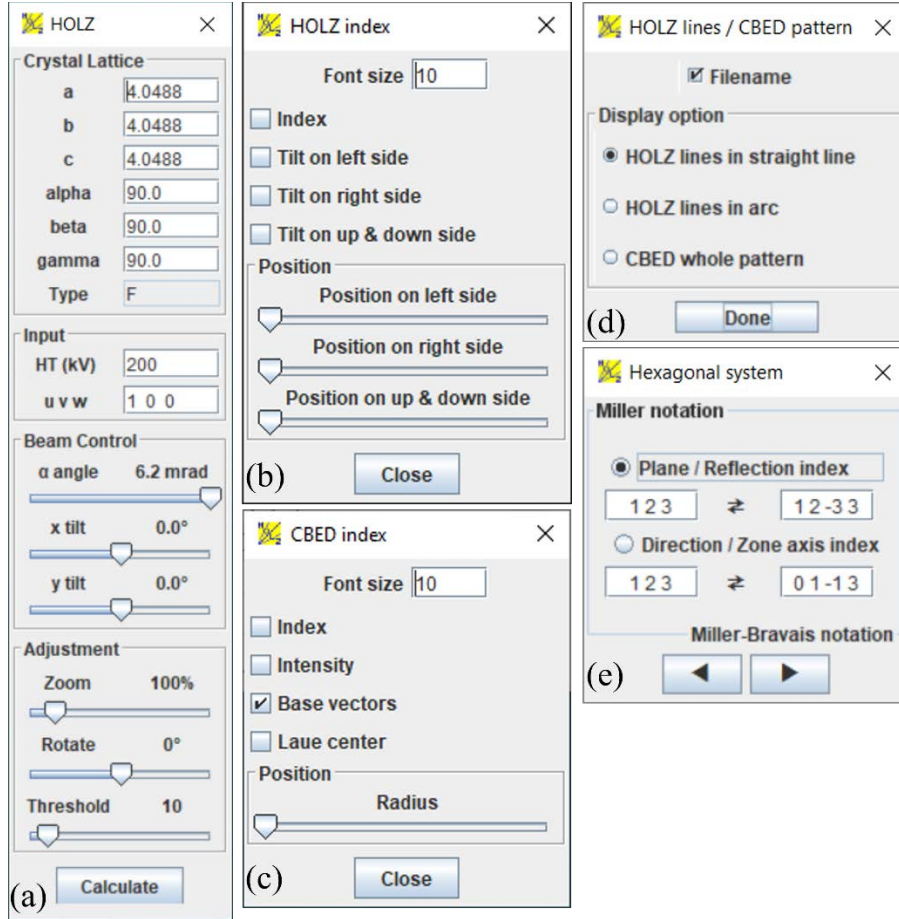 HOLZ
Crystal Lattice
a 4.0488
b 4.0488
c 4.0488
alpha 90.0
beta 90.0
gamma 90.0
Type F
Input
HT (kV) 200
u v w 1 0 0
Beam Control
α angle 6.2 mrad
x tilt 0.0°
y tilt 0.0°
Adjustment
Zoom 100%
Rotate 0°
Threshold 10
Calculate
(a)
HOLZ index
Font size 10
Index
Tilt on left side
Tilt on right side
Tilt on up & down side
Position
Position on left side
Position on right side
Position on up & down side
Close
(b)
CBED index
Font size 10
Index
Intensity
Base vectors
Laue center
Position
Radius
Close
(c)
HOLZ lines / CBED pattern
Filename
Display option
HOLZ lines in straight line
HOLZ lines in arc
CBED whole pattern
Done
(d)
Hexagonal system
Miller notation
Plane / Reflection index
1 2 3 ⇄ 1 2 -3 3
Direction / Zone axis index
1 2 3 ⇄ 0 1 -1 3
Miller-Bravais notation
(e)